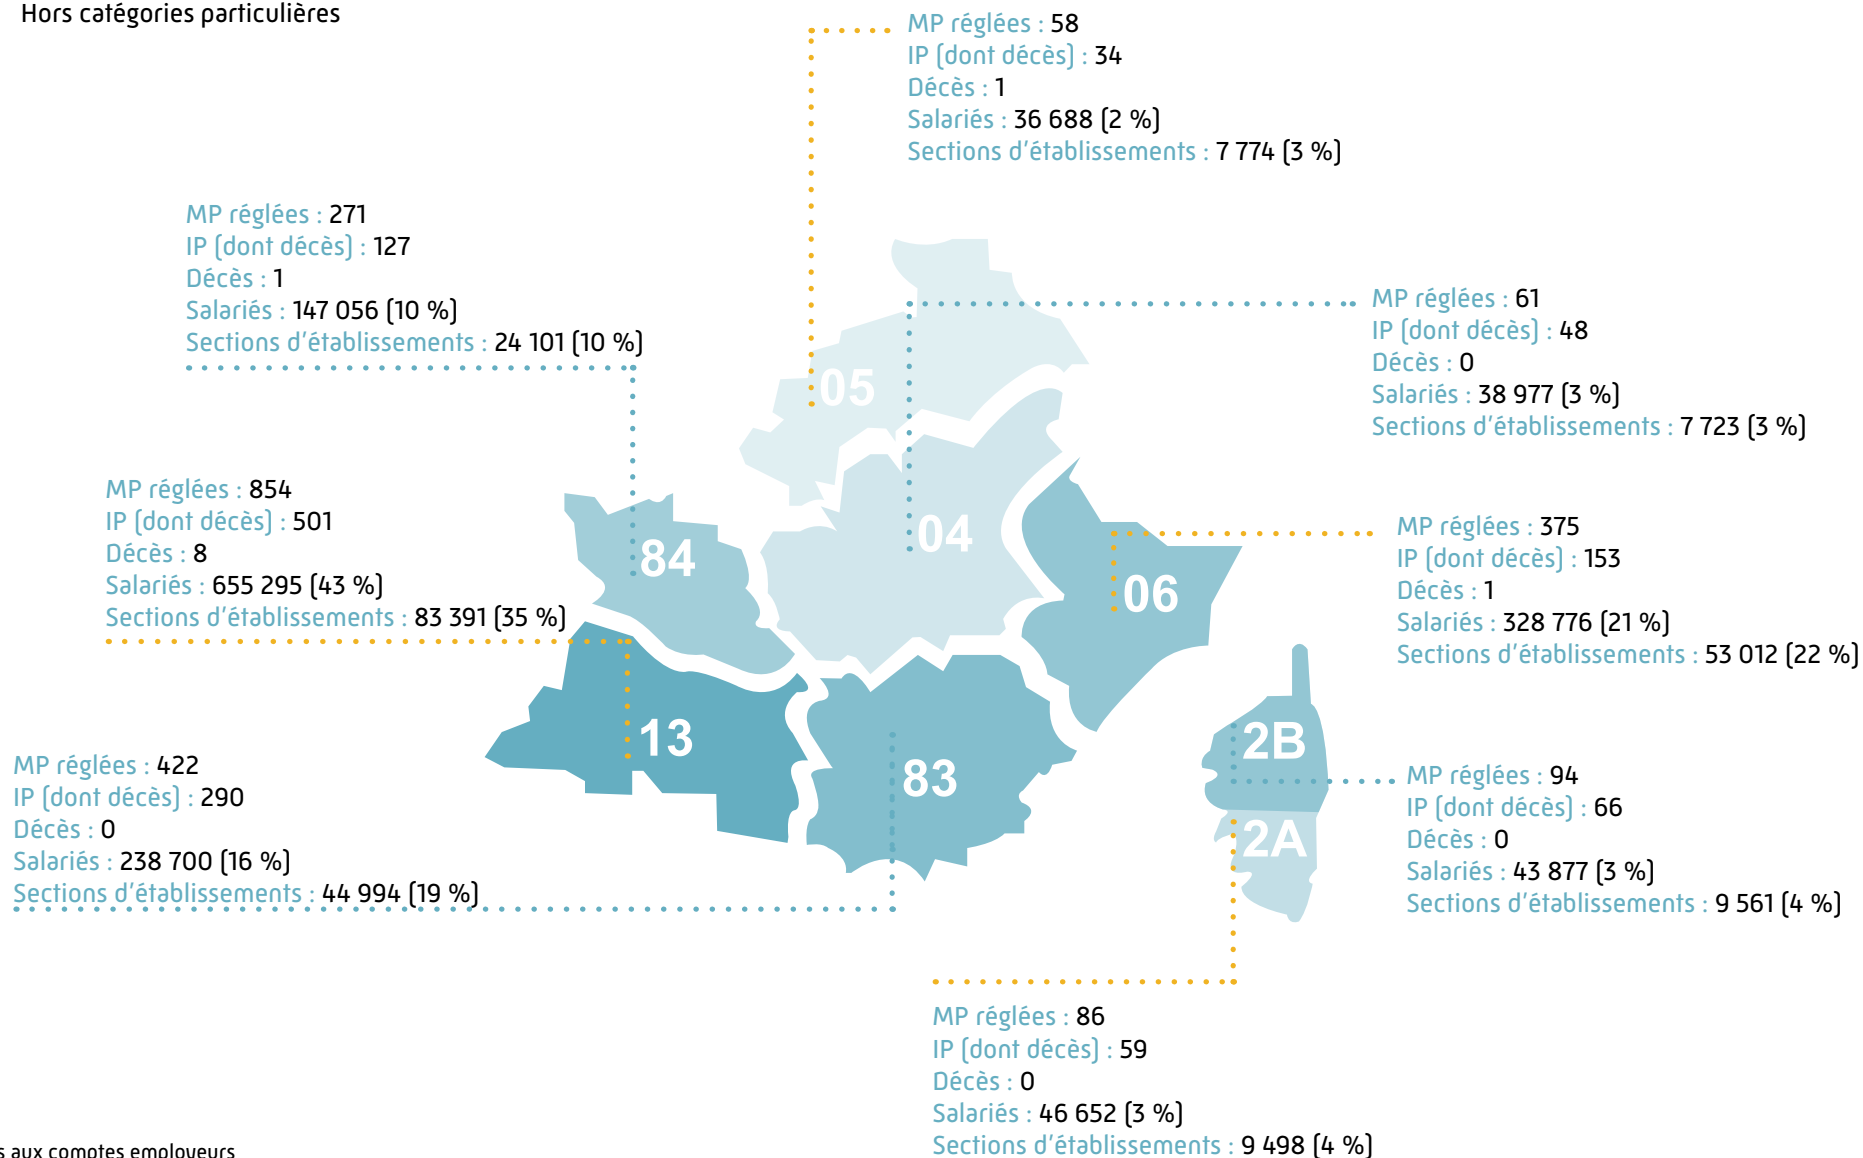 Hors catégories particulières
MP réglées : 58
IP (dont décès) : 34
Décès : 1
Salariés : 36 688 (2 %)
Sections d'établissements : 7 774 (3 %)
MP réglées : 271
IP (dont décès) : 127
Décès : 1
Salariés : 147 056 (10 %)
Sections d'établissements : 24 101 (10 %)
MP réglées : 61
IP (dont décès) : 48
Décès : 0
Salariés : 38 977 (3 %)
Sections d'établissements : 7 723 (3 %)
05
MP réglées : 854
IP (dont décès) : 501
Décès : 8
Salariés : 655 295 (43 %)
Sections d'établissements : 83 391 (35 %)
84
04
06
MP réglées : 375
IP (dont décès) : 153
Décès : 1
Salariés : 328 776 (21 %)
Sections d'établissements : 53 012 (22 %)
13
83
2B
2A
MP réglées : 422
IP (dont décès) : 290
Décès : 0
Salariés : 238 700 (16 %)
Sections d'établissements : 44 994 (19 %)
MP réglées : 94
IP (dont décès) : 66
Décès : 0
Salariés : 43 877 (3 %)
Sections d'établissements : 9 561 (4 %)
MP réglées : 86
IP (dont décès) : 59
Décès : 0
Salariés : 46 652 (3 %)
Sections d'établissements : 9 498 (4 %)
aux comptes employeurs